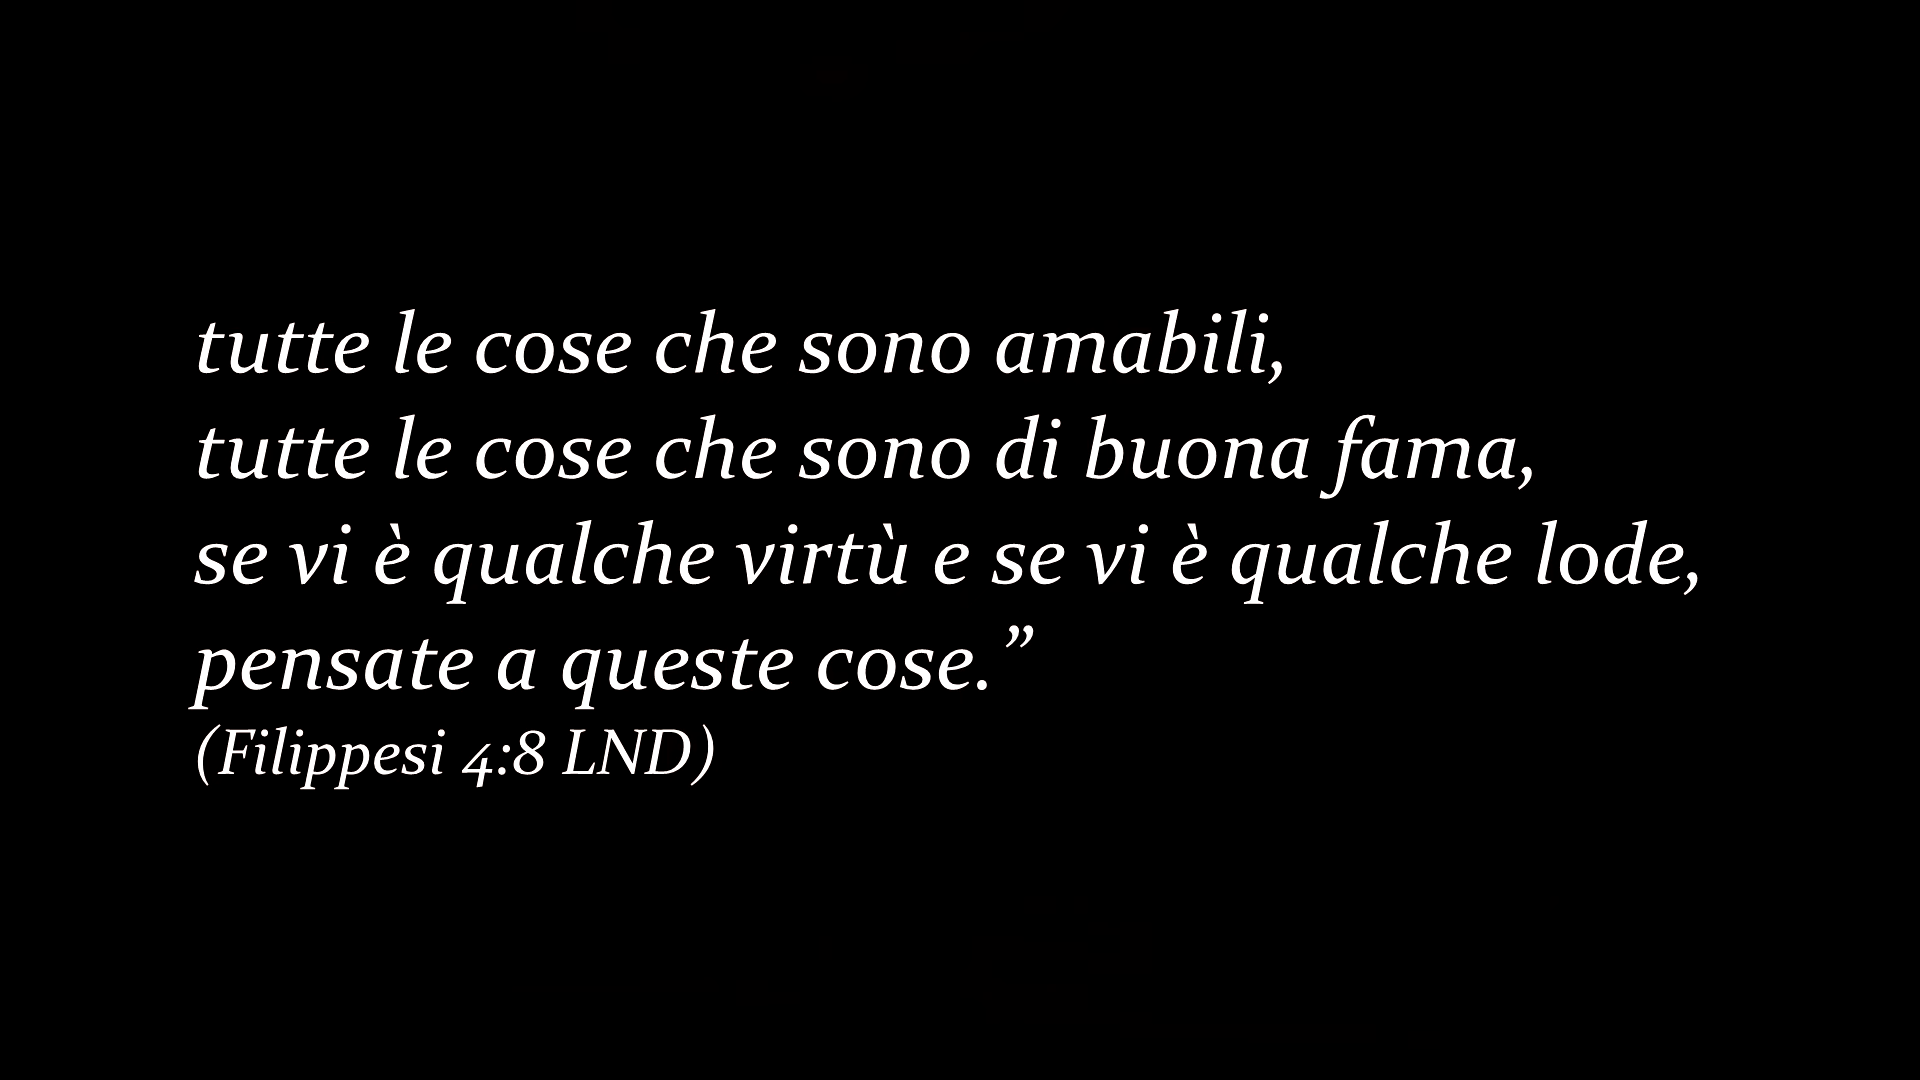 tutte le cose che sono amabili,
tutte le cose che sono di buona fama,
se vi è qualche virtù e se vi è qualche lode,
pensate a queste cose.”
(Filippesi 4:8 LND)